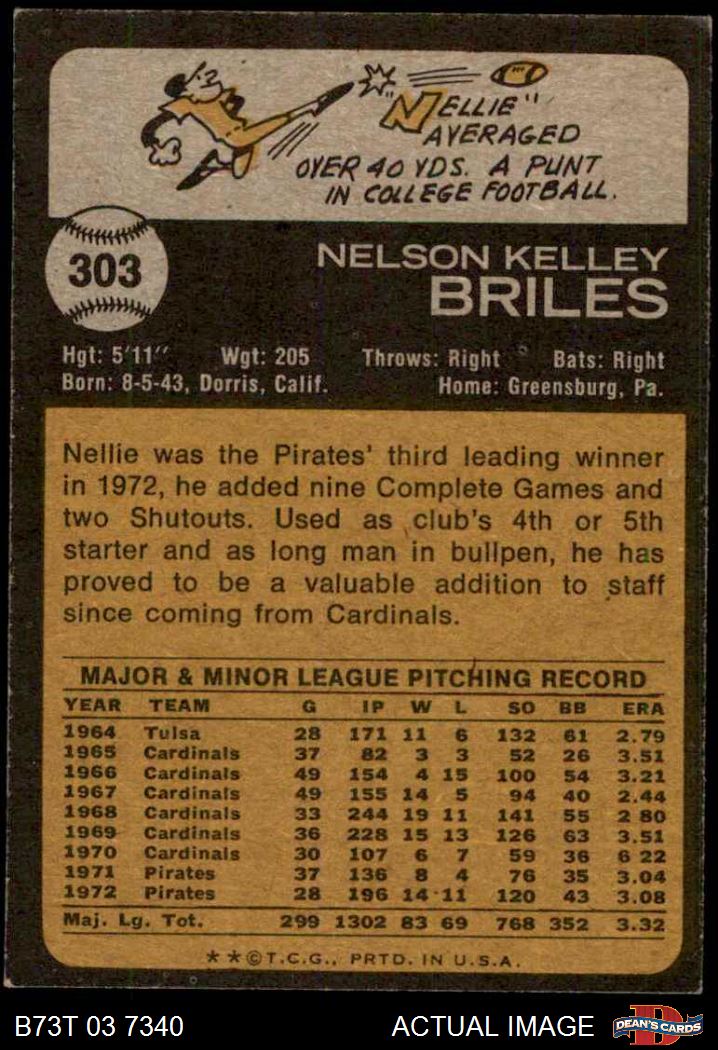 "NELLIE"
AVERAGED
OVER 40 YDS. A PUNT
IN COLLEGE FOOTBALL.
303
NELSON KELLEY
BRILES
Hgt: 5'11" Wgt: 205 Throws: Right Bats: Right
Born: 8-5-43, Dorris, Calif. Home: Greensburg, Pa.
Nellie was the Pirates' third leading winner
in 1972, he added nine Complete Games and
two Shutouts. Used as club's 4th or 5th
starter and as long man in bullpen, he has
proved to be a valuable addition to staff
since coming from Cardinals.
MAJOR & MINOR LEAGUE PITCHING RECORD
YEAR TEAM G IP W L SO BB ERA
1964 Tulsa 28 171 11 6 132 61 2.79
1965 Cardinals 37 82 3 3 52 26 3.51
1966 Cardinals 49 154 4 15 100 54 3.21
1967 Cardinals 49 155 14 5 94 40 2.44
1968 Cardinals 33 244 19 11 141 55 2 80
1969 Cardinals 36 228 15 13 126 63 3.51
1970 Cardinals 30 107 6 7 59 36 6 22
1971 Pirates 37 136 8 4 76 35 3.04
1972 Pirates 28 196 14 11 120 43 3.08
Maj. Lg. Tot. 299 1302 83 69 768 352 3.32
**©T.C.G., PRTD. IN U.S.A.
B73T 03 7340 ACTUAL IMAGE DEAN'S CARDS